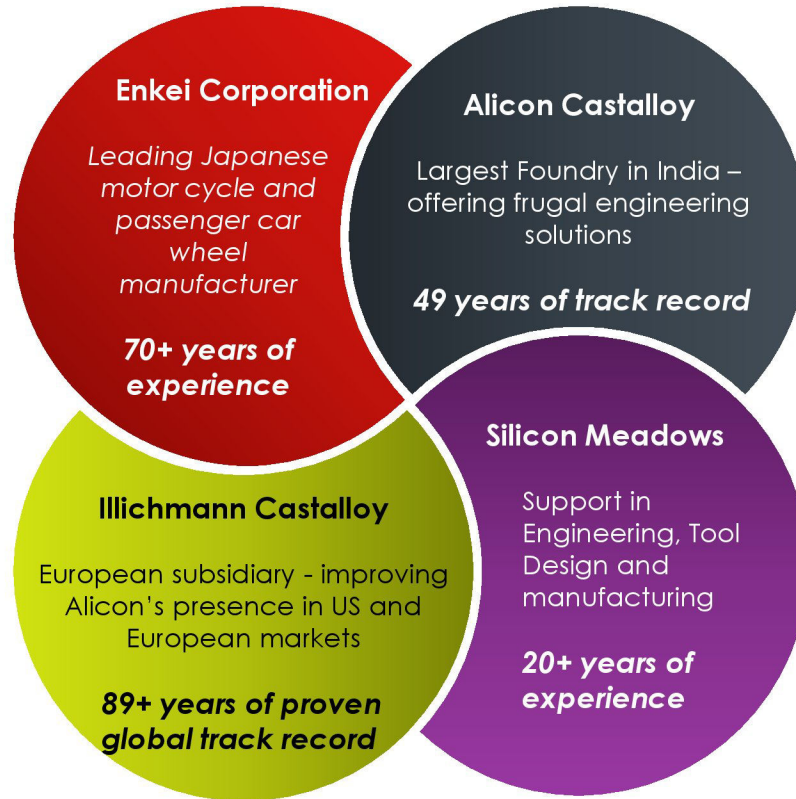 Enkei Corporation
Leading Japanese
motor cycle and
passenger car
wheel
manufacturer
70+ years of
experience
Alicon Castalloy
Largest Foundry in India –
offering frugal engineering
solutions
49 years of track record
Illichmann Castalloy
European subsidiary - improving
Alicon's presence in US and
European markets
89+ years of proven
global track record
Silicon Meadows
Support in
Engineering, Tool
Design and
manufacturing
20+ years of
experience